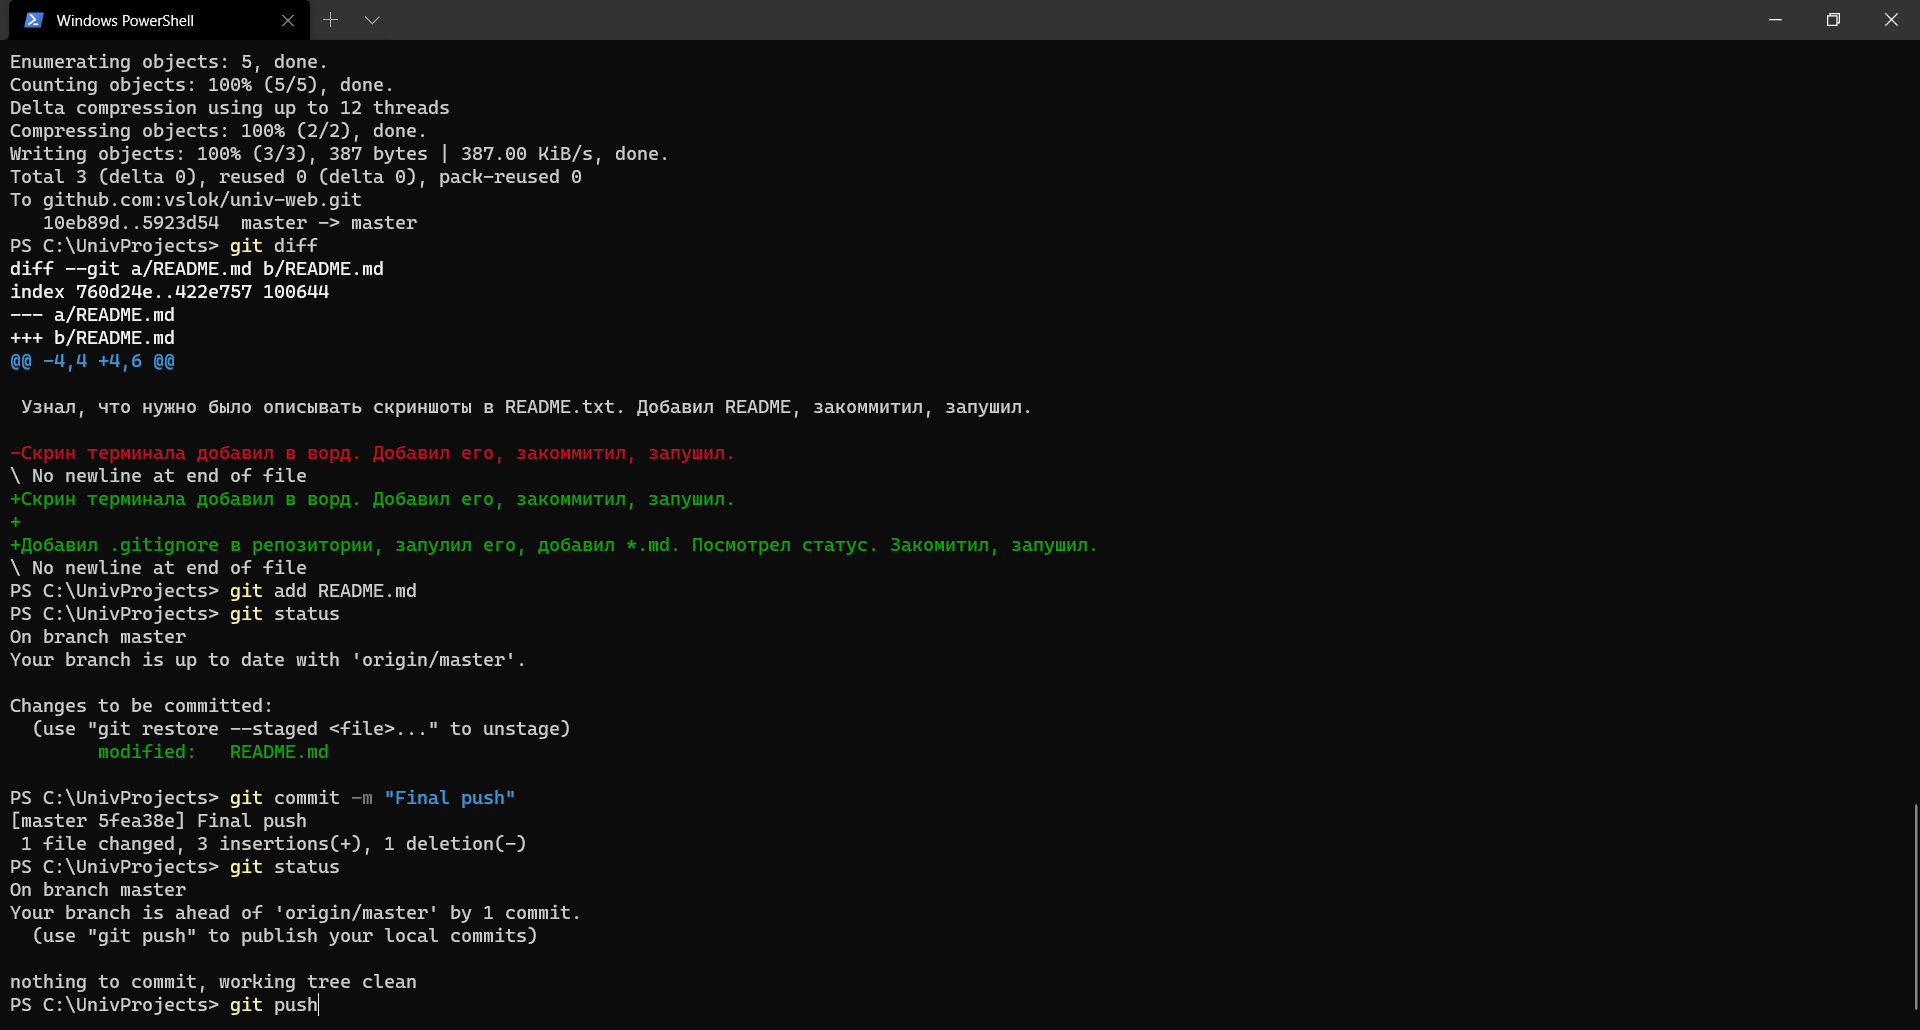 Windows PowerShell
Enumerating objects: 5, done.
Counting objects: 100% (5/5), done.
Delta compression using up to 12 threads
Compressing objects: 100% (2/2), done.
Writing objects: 100% (3/3), 387 bytes | 387.00 KiB/s, done.
Total 3 (delta 0), reused 0 (delta 0), pack-reused 0
To github.com:vslok/univ-web.git
   10eb89d..5923d54  master -> master
PS C:\UnivProjects> git diff
diff --git a/README.md b/README.md
index 760d24e..422e757 100644
--- a/README.md
+++ b/README.md
@@ -4,4 +4,6 @@
 Узнал, что нужно было описывать скриншоты в README.txt. Добавил README, закоммитил, запушил.
-Скрин терминала добавил в ворд. Добавил его, закоммитил, запушил.
\ No newline at end of file
+Скрин терминала добавил в ворд. Добавил его, закоммитил, запушил.
+
+Добавил .gitignore в репозитории, запулил его, добавил *.md. Посмотрел статус. Закомитил, запушил.
\ No newline at end of file
PS C:\UnivProjects> git add README.md
PS C:\UnivProjects> git status
On branch master
Your branch is up to date with 'origin/master'.
Changes to be committed:
  (use "git restore --staged <file>..." to unstage)
        modified:   README.md
PS C:\UnivProjects> git commit -m "Final push"
[master 5fea38e] Final push
 1 file changed, 3 insertions(+), 1 deletion(-)
PS C:\UnivProjects> git status
On branch master
Your branch is ahead of 'origin/master' by 1 commit.
  (use "git push" to publish your local commits)
nothing to commit, working tree clean
PS C:\UnivProjects> git push